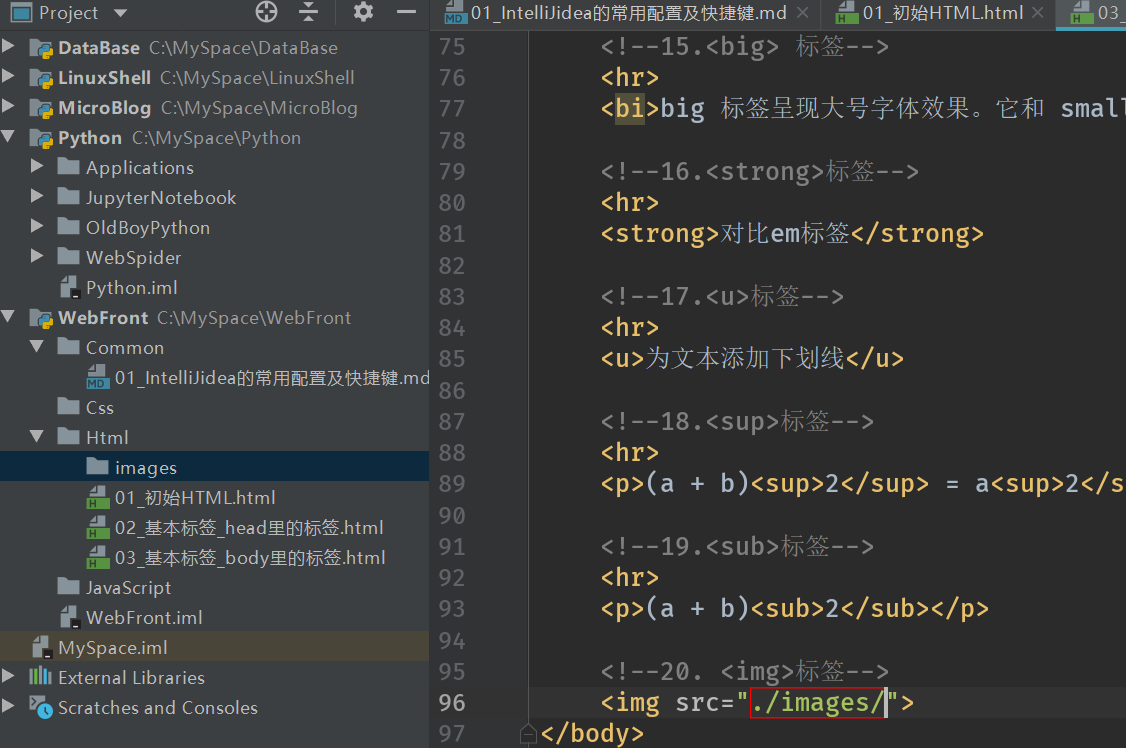 Project
DataBase C:\MySpace\DataBase
LinuxShell C:\MySpace\LinuxShell
MicroBlog C:\MySpace\MicroBlog
Python C:\MySpace\Python
Applications
JupyterNotebook
OldBoyPython
WebSpider
Python.iml
WebFront C:\MySpace\WebFront
Common
MD 01_IntelliJidea的常用配置及快捷键.md
Css
Html
images
H 01_初始HTML.html
H 02_基本标签_head里的标签.html
H 03_基本标签_body里的标签.html
JavaScript
WebFront.iml
MySpace.iml
External Libraries
Scratches and Consoles
MD 01_IntelliJidea的常用配置及快捷键.md
H 01_初始HTML.html
H 03_
75 <!--15.<big> 标签-->
76 <hr>
77 <bi>big 标签呈现大号字体效果。它和 small
78
79 <!--16.<strong>标签-->
80 <hr>
81 <strong>对比em标签</strong>
82
83 <!--17.<u>标签-->
84 <hr>
85 <u>为文本添加下划线</u>
86
87 <!--18.<sup>标签-->
88 <hr>
89 <p>(a + b)<sup>2</sup> = a<sup>2</s
90
91 <!--19.<sub>标签-->
92 <hr>
93 <p>(a + b)<sub>2</sub></p>
94
95 <!--20. <img>标签-->
96 <img src="./images/">
97 </body>